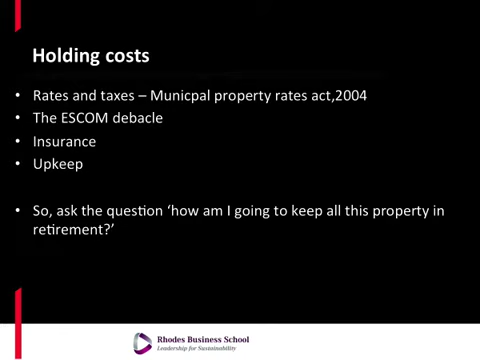 Holding costs
• Rates and taxes – Municpal property rates act,2004
• The ESCOM debacle
• Insurance
• Upkeep
• So, ask the question ‘how am I going to keep all this property in
retirement?’
Rhodes Business School
Leadership for Sustainability